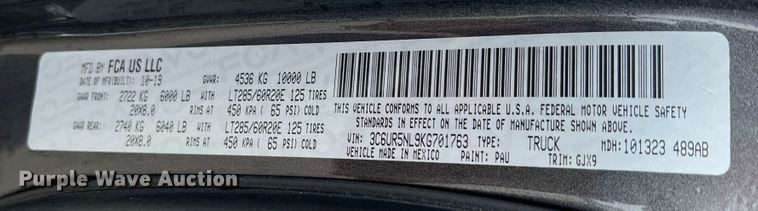 MFD BY FCA US LLC
DATE OF MFR(BUILT): 10-19 GVWR: 4536 KG 10000 LB
GAWR FRONT: 2722 KG 6000 LB LT285/60R20E 125 TIRES
20X8.0 RIMS AT 450 KPA ( 65 PSI) COLD
GAWR REAR: 2740 KG 6040 LB LT285/60R20E 125 TIRES
20X8.0 RIMS AT 450 KPA ( 65 PSI) COLD
THIS VEHICLE CONFORMS TO ALL APPLICABLE U.S.A. FEDERAL MOTOR VEHICLE SAFETY
STANDARDS IN EFFECT ON THE DATE OF MANUFACTURE SHOWN ABOVE.
VIN: 3C6UR5NL9KG701763 TYPE: TRUCK MDH: 101323 489AB
VEHICLE MADE IN MEXICO PAINT: PAU TRIM: GJX9
Purple Wave Auction